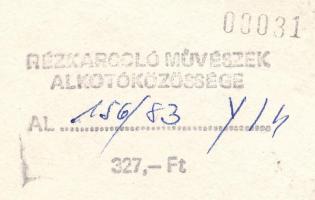 00031
RÉZKARCOLÓ MŰVÉSZEK
ALKOTÓKÖZÖSSÉGE
AL 156/83 Y/4
327,– Ft